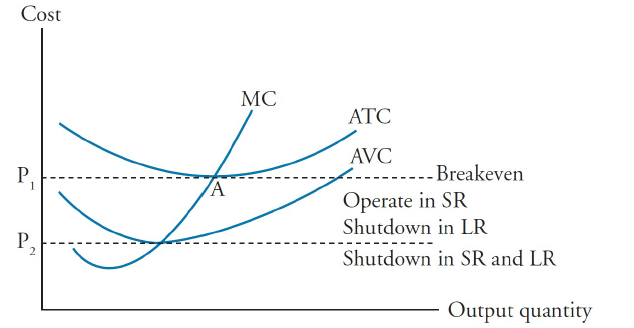 Cost
MC
ATC
AVC
P1
A
Breakeven
Operate in SR
Shutdown in LR
P2
Shutdown in SR and LR
Output quantity